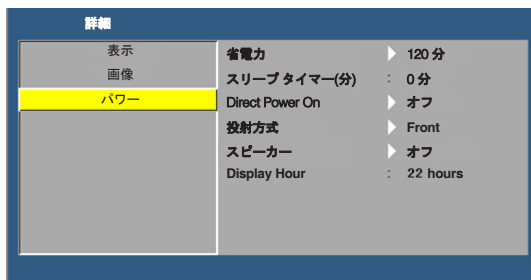 詳細
表示
画像
パワー
省電力 120 分
スリープ タイマー(分) : 0 分
Direct Power On オフ
投射方式 Front
スピーカー オフ
Display Hour : 22 hours